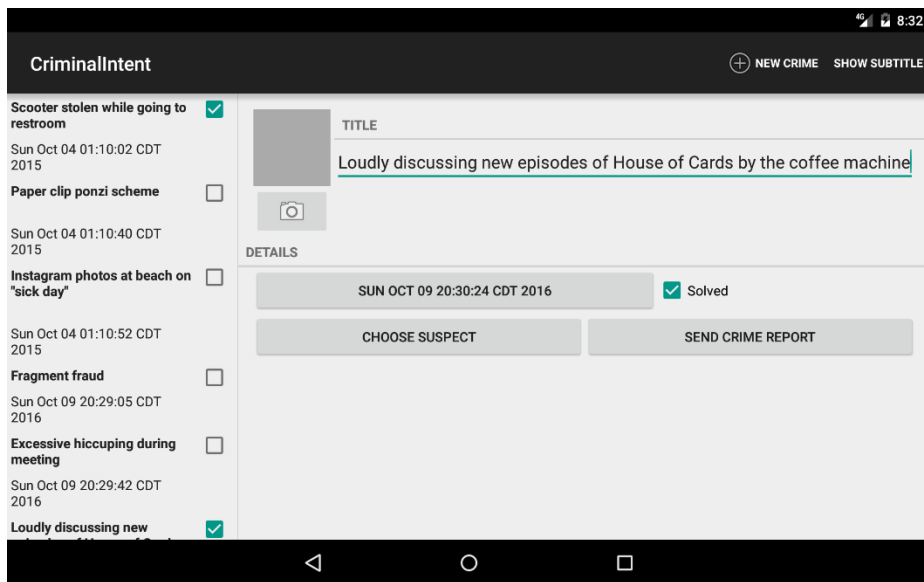 4G 8:32
CriminalIntent
NEW CRIME SHOW SUBTITLE
Scooter stolen while going to
restroom
Sun Oct 04 01:10:02 CDT
2015
Paper clip ponzi scheme
Sun Oct 04 01:10:40 CDT
2015
Instagram photos at beach on
"sick day"
Sun Oct 04 01:10:52 CDT
2015
Fragment fraud
Sun Oct 09 20:29:05 CDT
2016
Excessive hiccuping during
meeting
Sun Oct 09 20:29:42 CDT
2016
Loudly discussing new
TITLE
Loudly discussing new episodes of House of Cards by the coffee machine
DETAILS
SUN OCT 09 20:30:24 CDT 2016 Solved
CHOOSE SUSPECT SEND CRIME REPORT